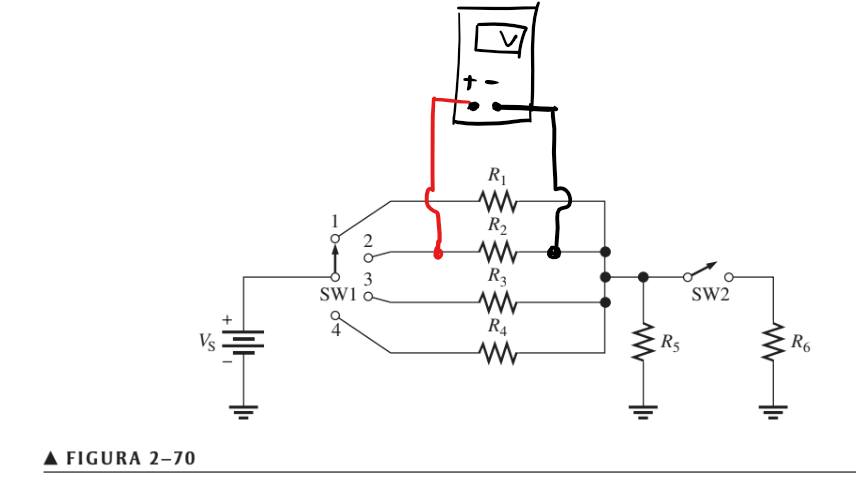 V
+ −
R1
1
R2
2
R3
3
SW1
R4
4
SW2
+
VS
−
R5
R6
▲ FIGURA 2–70